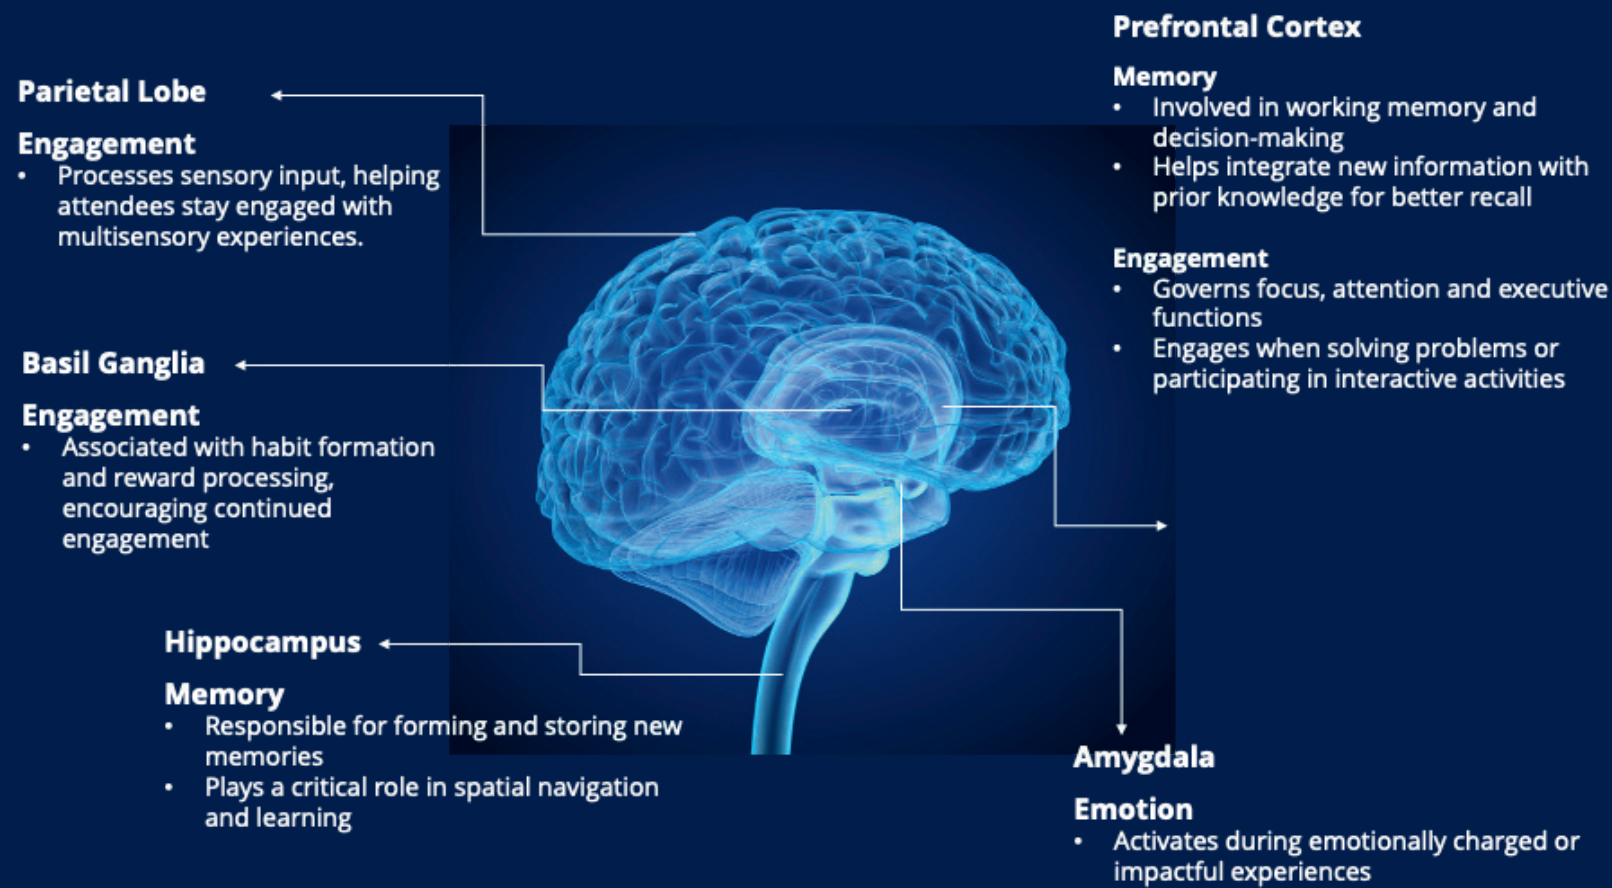 Parietal Lobe
Engagement
• Processes sensory input, helping
attendees stay engaged with
multisensory experiences.
Basil Ganglia
Engagement
• Associated with habit formation
and reward processing,
encouraging continued
engagement
Hippocampus
Memory
• Responsible for forming and storing new
memories
• Plays a critical role in spatial navigation
and learning
Prefrontal Cortex
Memory
• Involved in working memory and
decision-making
• Helps integrate new information with
prior knowledge for better recall
Engagement
• Governs focus, attention and executive
functions
• Engages when solving problems or
participating in interactive activities
Amygdala
Emotion
• Activates during emotionally charged or
impactful experiences